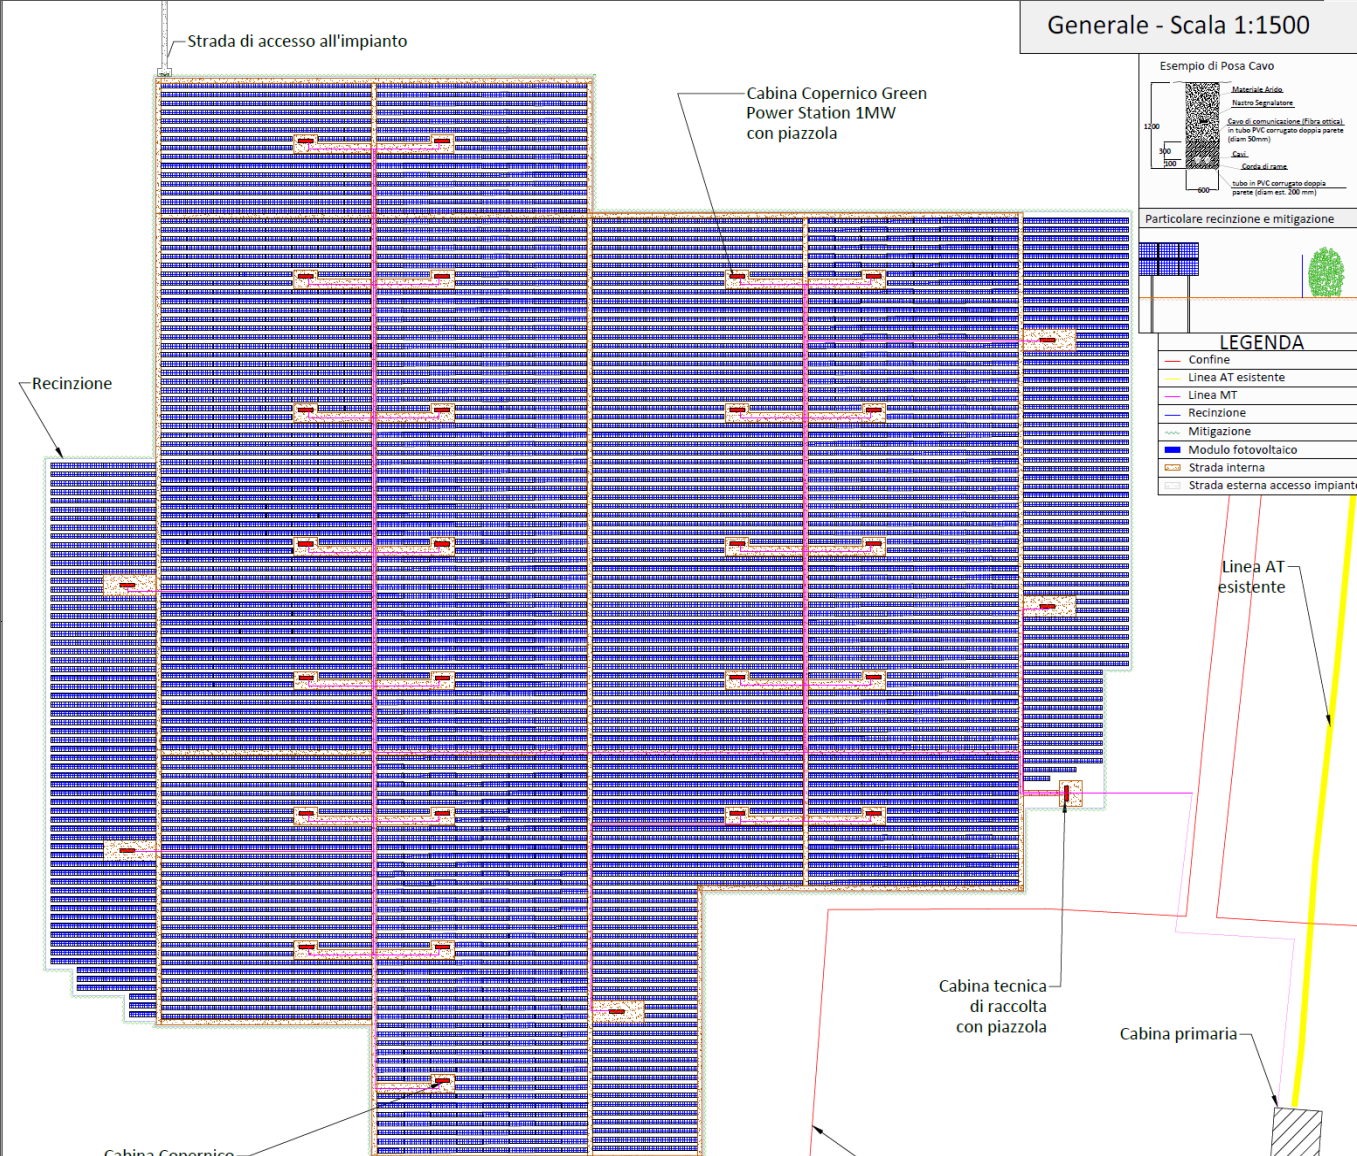 Generale - Scala 1:1500
Strada di accesso all'impianto
Cabina Copernico Green
Power Station 1MW
con piazzola
Esempio di Posa Cavo
Materiale Arido
Nastro Segnalatore
Cavo di comunicazione (Fibra ottica)
in tubo PVC corrugato doppia parete
(diam 50mm)
Cavi
Corda di rame
tubo in PVC corrugato doppia
parete (diam est. 200 mm)
1200
300
100
600
Particolare recinzione e mitigazione
LEGENDA
Confine
Linea AT esistente
Linea MT
Recinzione
Mitigazione
Modulo fotovoltaico
Strada interna
Strada esterna accesso impianto
Recinzione
Linea AT
esistente
Cabina tecnica
di raccolta
con piazzola
Cabina primaria
Cabina Copernico